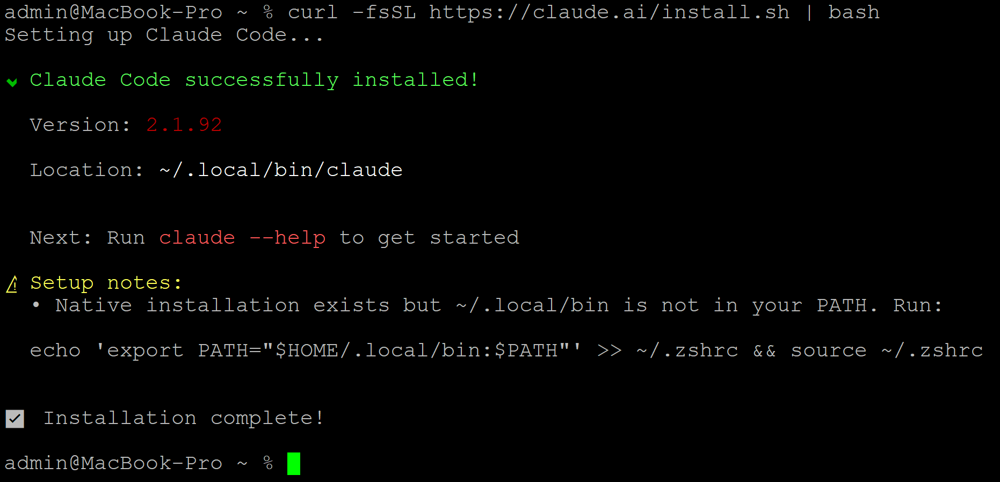 admin@MacBook-Pro ~ % curl -fsSL https://claude.ai/install.sh | bash
Setting up Claude Code...
✔ Claude Code successfully installed!
Version: 2.1.92
Location: ~/.local/bin/claude
Next: Run claude --help to get started
⚠ Setup notes:
• Native installation exists but ~/.local/bin is not in your PATH. Run:
echo 'export PATH="$HOME/.local/bin:$PATH"' >> ~/.zshrc && source ~/.zshrc
✅ Installation complete!
admin@MacBook-Pro ~ %